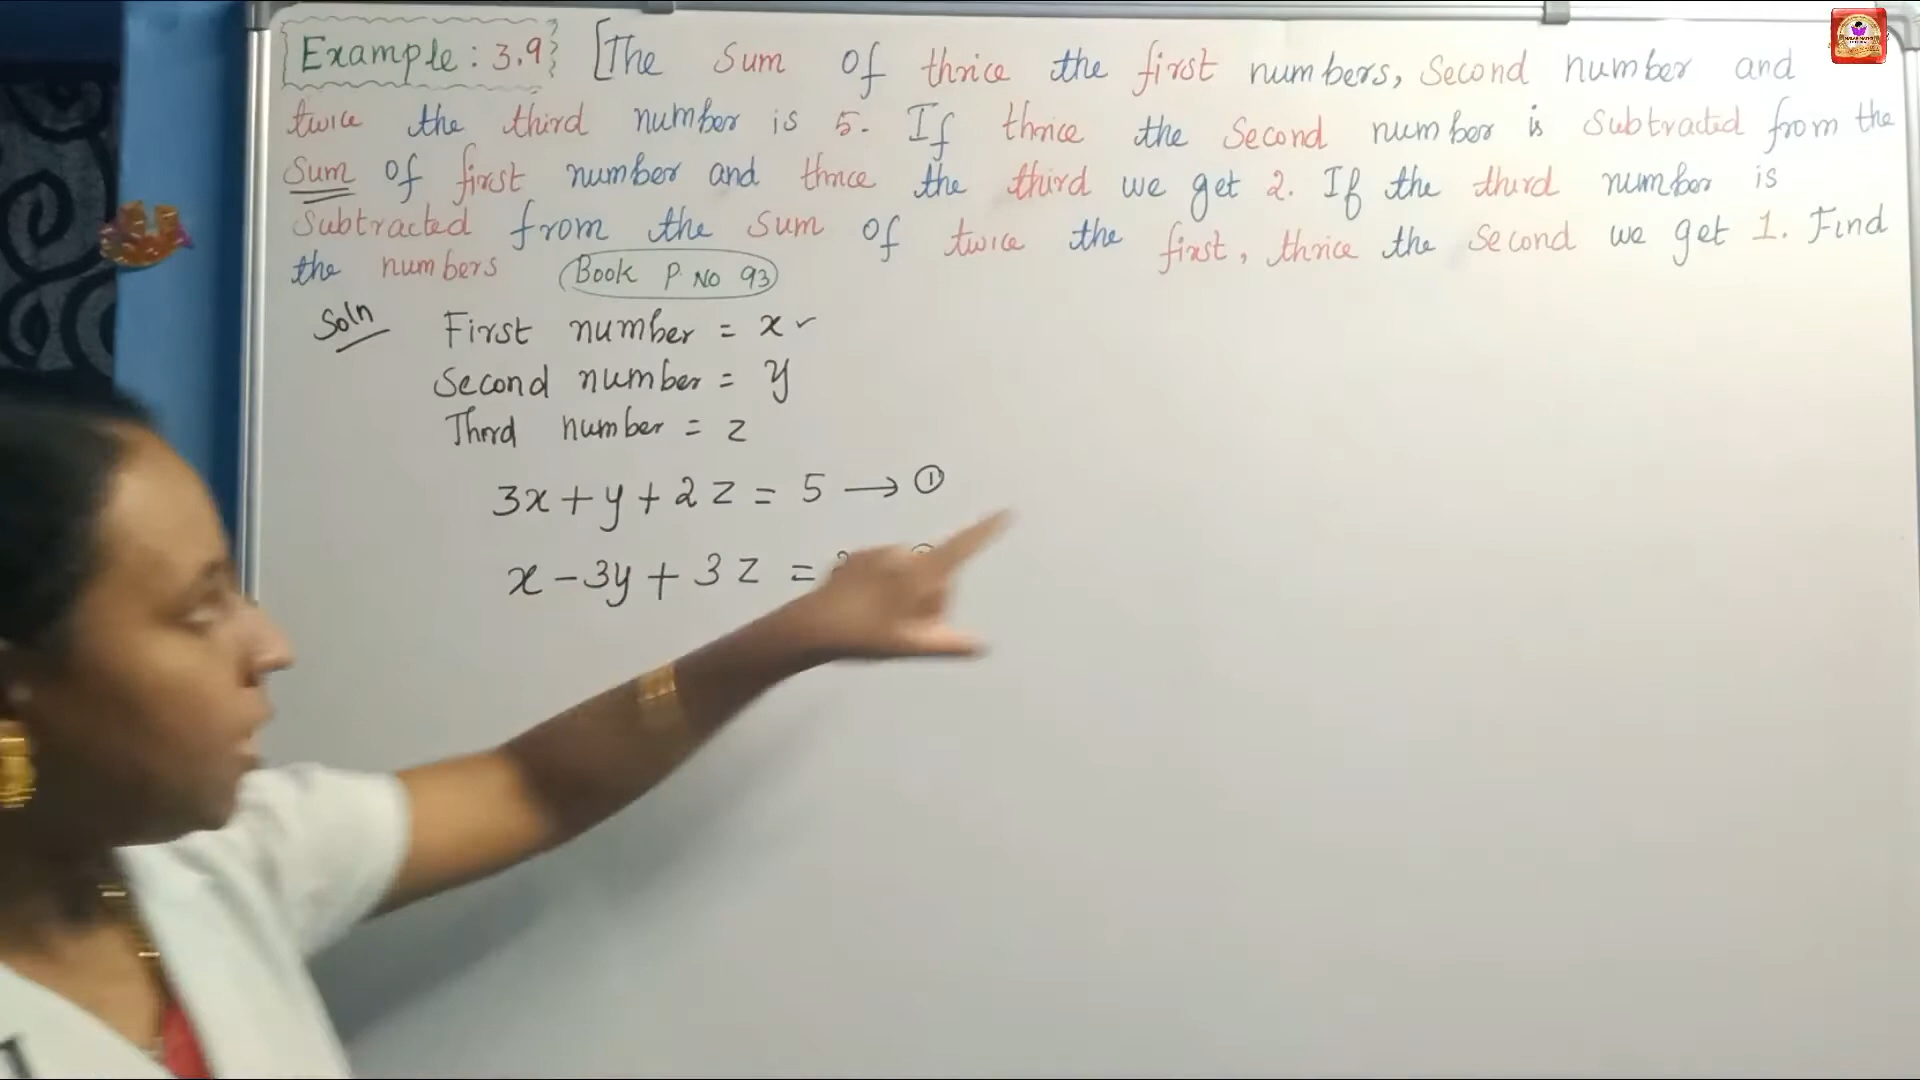 Example: 3.9 [The Sum of thrice the first numbers, Second number and
twice the third number is 5. If thrice the Second number is Subtracted from the
Sum of first number and thrice the third we get 2. If the third number is
Subtracted from the Sum of twice the first, thrice the Second we get 1. Find
the numbers Book P No 93
Soln First number = x ✓
Second number = y
Third number = z
3x + y + 2z = 5 → ①
x - 3y + 3z =